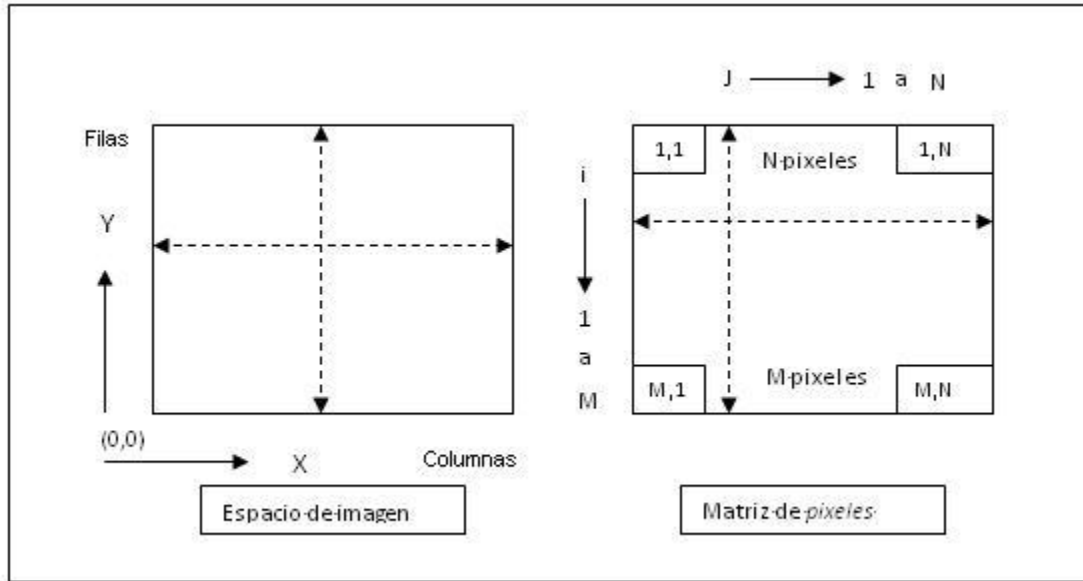 Filas
Y
(0,0)
X
Columnas
Espacio·de·imagen
J
1 a N
i
1
a
M
1,1
N·pixeles
1,N
M,1
M·pixeles
M,N
Matriz·de·pixeles·